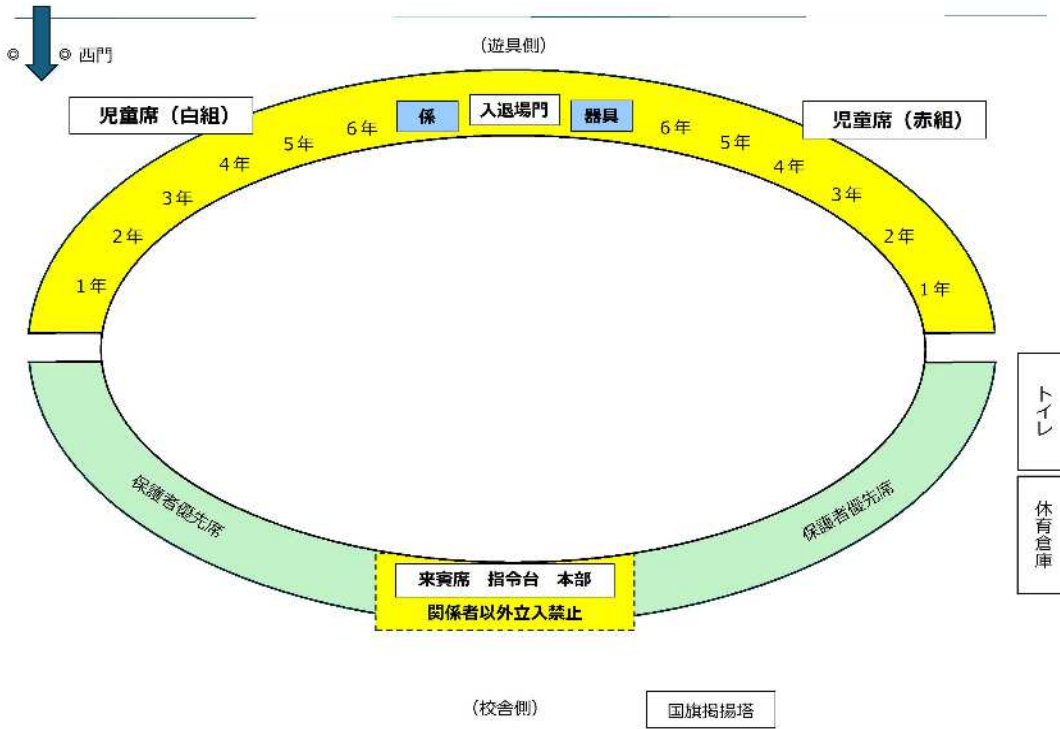 (遊具側)
◎ ◎ 西門
児童席（白組）
係
入退場門
器具
児童席（赤組）
６年
５年
４年
３年
２年
１年
６年
５年
４年
３年
２年
１年
トイレ
体育倉庫
保護者優先席
保護者優先席
来賓席 指令台 本部
関係者以外立入禁止
(校舎側)
国旗掲揚塔